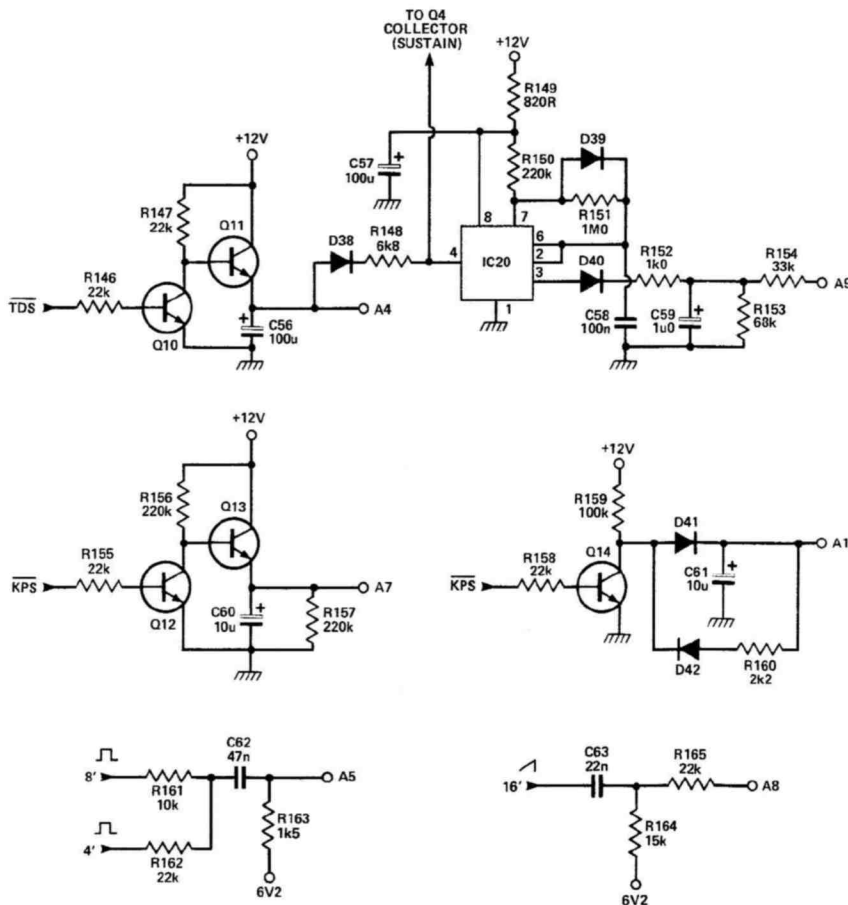 TO Q4
COLLECTOR
(SUSTAIN)
+12V
R149
820R
C57
100u
+
R150
220k
D39
R151
1M0
8
7
6
2
3
4
1
IC20
D40
R152
1k0
R154
33k
A9
C58
100n
C59
1u0
+
R153
68k
+12V
R147
22k
Q11
R146
22k
TDS
Q10
+
C56
100u
D38
R148
6k8
A4
+12V
R156
220k
Q13
R155
22k
KPS
Q12
C60
10u
+
R157
220k
A7
+12V
R159
100k
R158
22k
KPS
Q14
D41
C61
10u
+
D42
R160
2k2
8'
R161
10k
4'
R162
22k
C62
47n
A5
R163
1k5
6V2
16'
C63
22n
R165
22k
A8
R164
15k
6V2